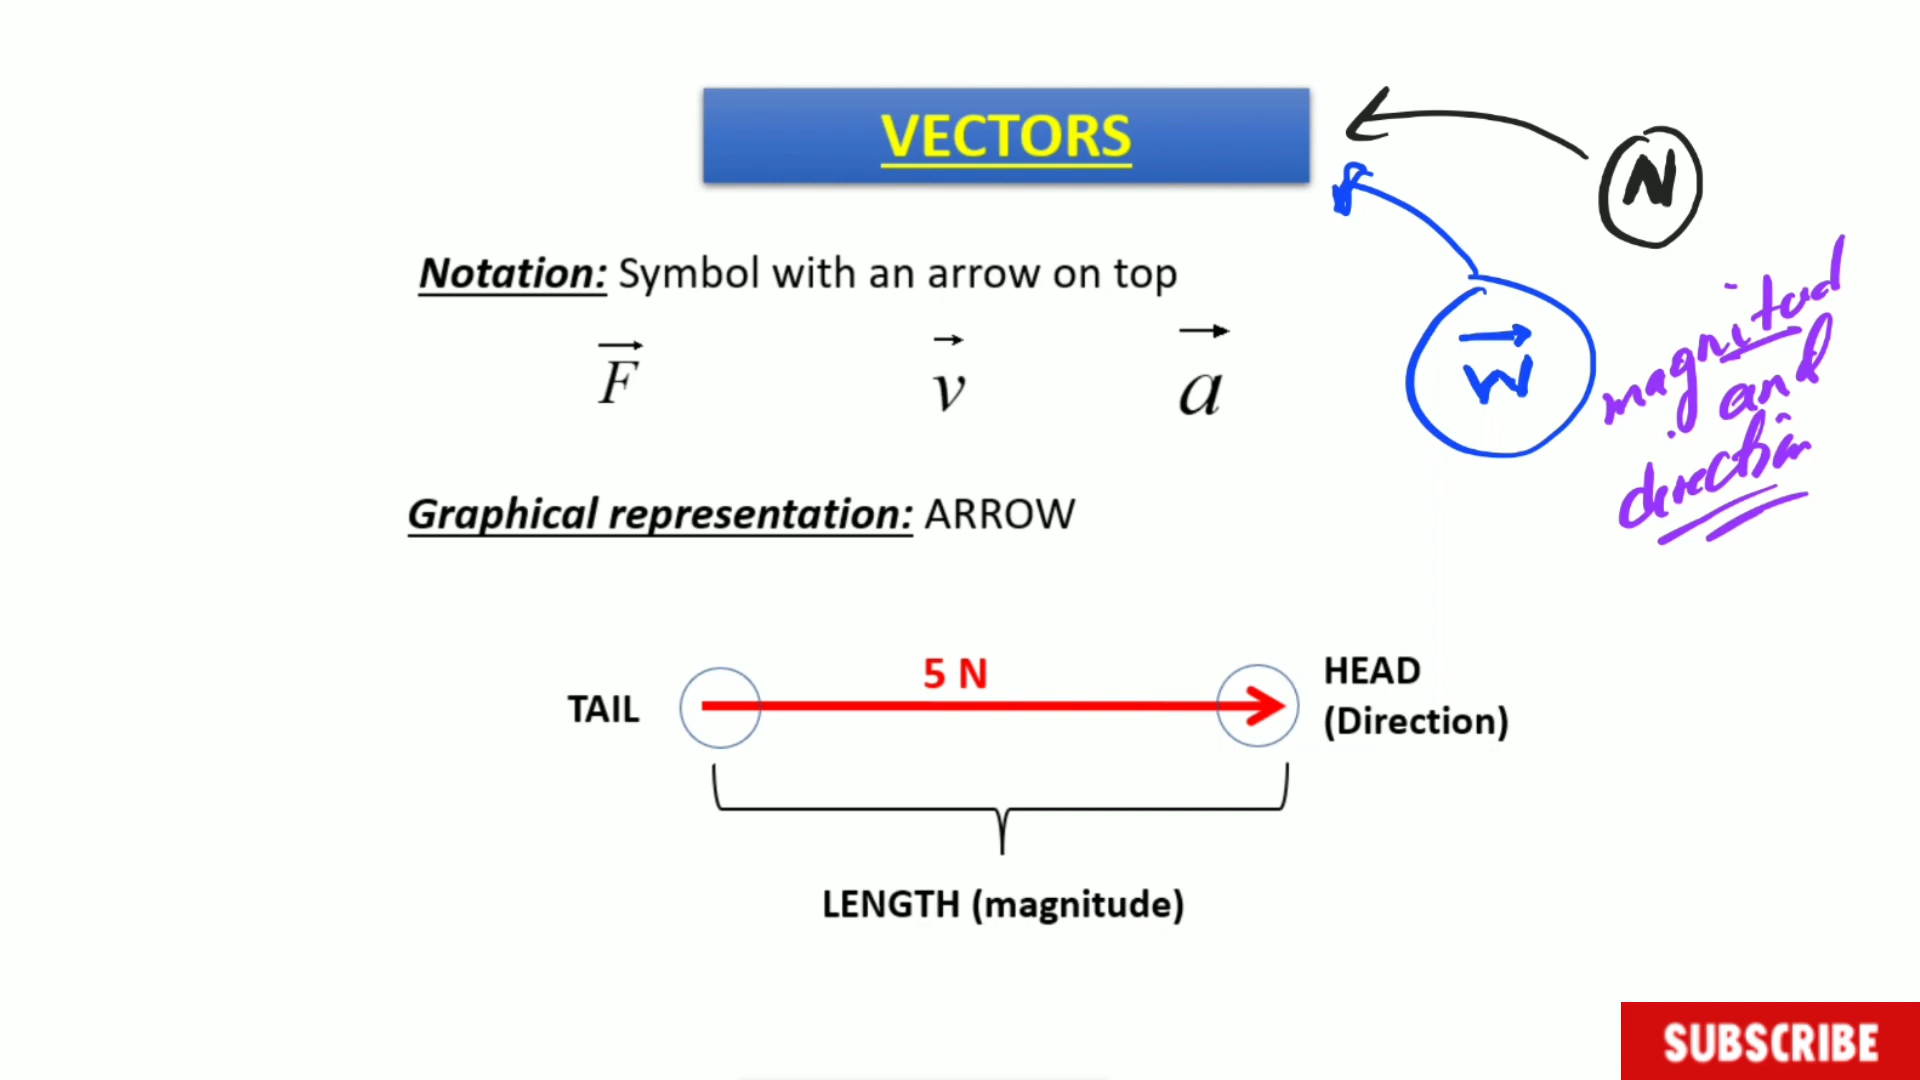 VECTORS
N
Notation: Symbol with an arrow on top
F⃗ v⃗ a⃗
W⃗
magnitud
and
direction
Graphical representation: ARROW
5 N
TAIL
HEAD
(Direction)
LENGTH (magnitude)
SUBSCRIBE